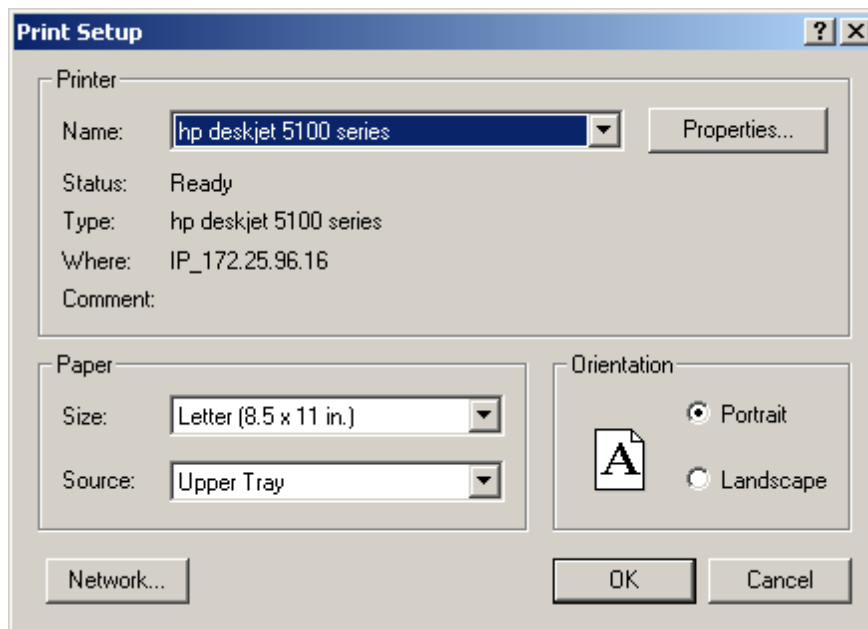 Print Setup
Printer
Name: hp deskjet 5100 series Properties...
Status: Ready
Type: hp deskjet 5100 series
Where: IP_172.25.96.16
Comment:
Paper
Size: Letter (8.5 x 11 in.)
Source: Upper Tray
Orientation
A
Portrait
Landscape
Network... OK Cancel